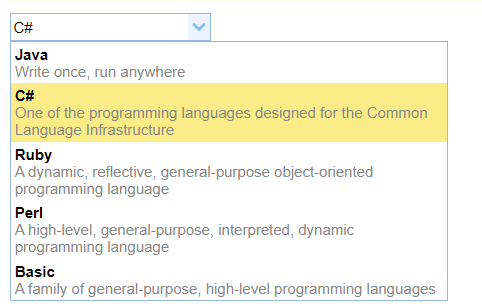 C#
Java
Write once, run anywhere
C#
One of the programming languages designed for the Common
Language Infrastructure
Ruby
A dynamic, reflective, general-purpose object-oriented
programming language
Perl
A high-level, general-purpose, interpreted, dynamic
programming language
Basic
A family of general-purpose, high-level programming languages